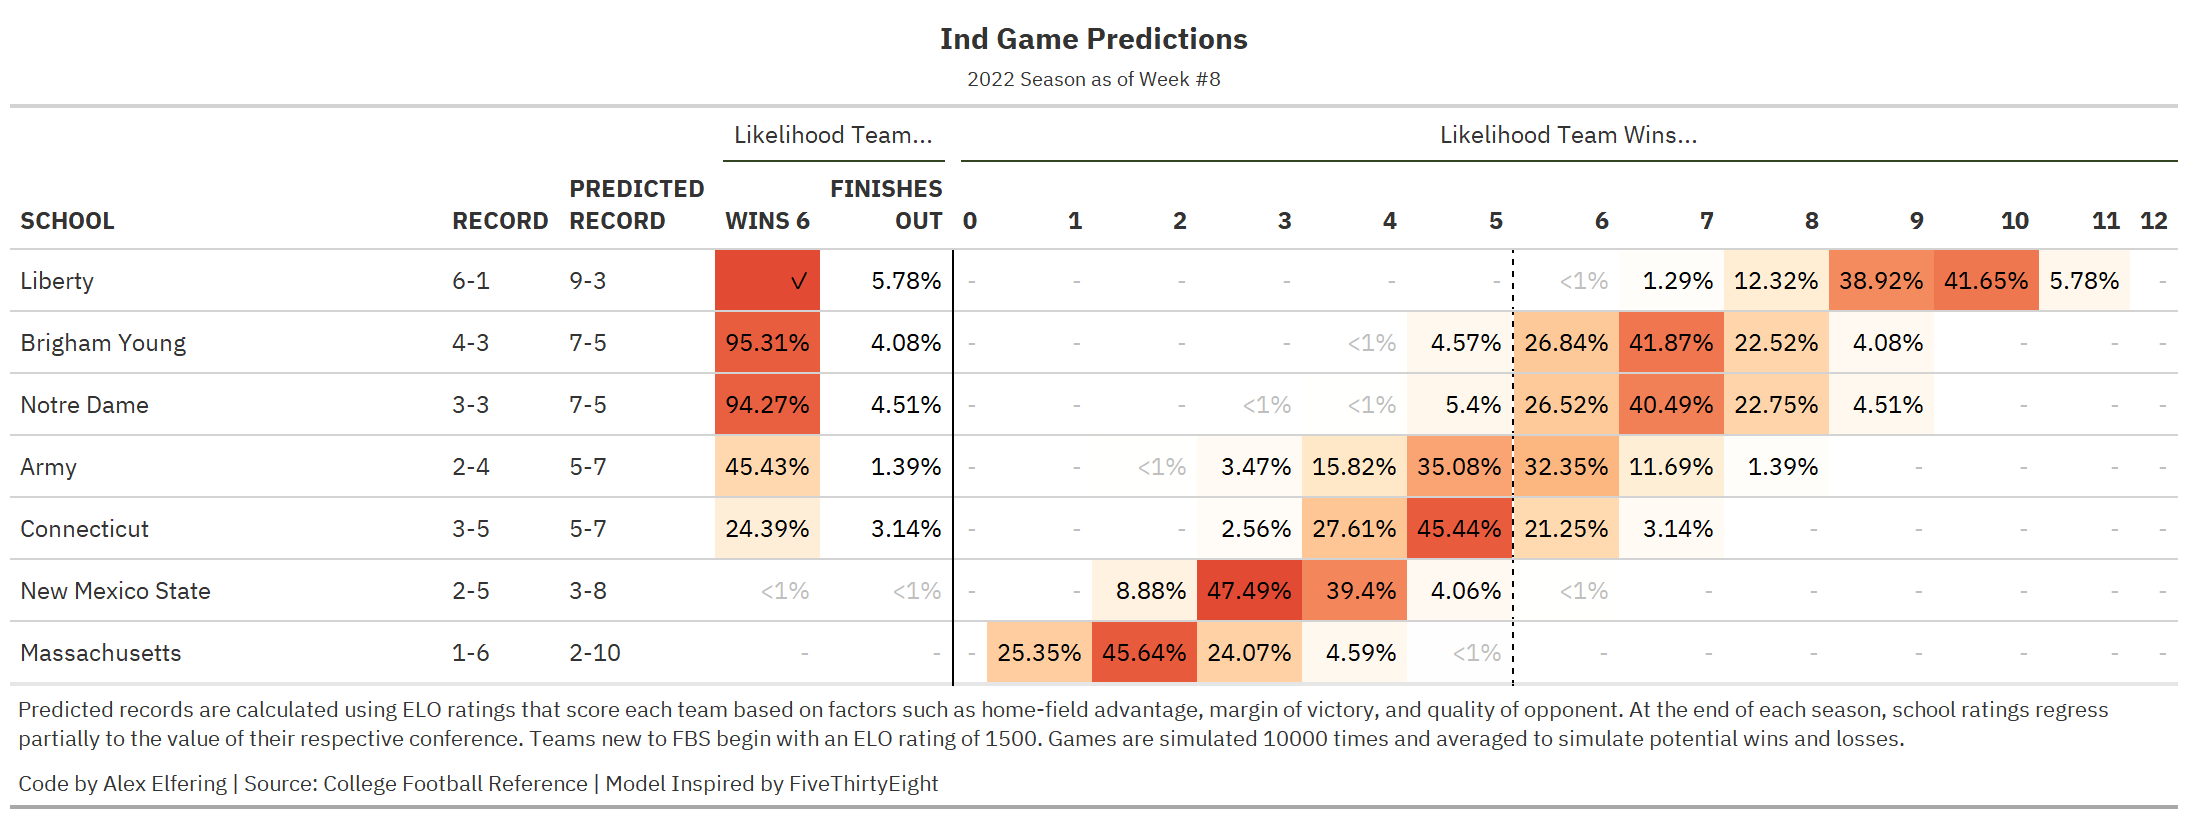 Ind Game Predictions
2022 Season as of Week #8
Likelihood Team... Likelihood Team Wins...
SCHOOL RECORD PREDICTED RECORD WINS 6 FINISHES OUT 0 1 2 3 4 5 6 7 8 9 10 11 12
Liberty 6-1 9-3 ✓ 5.78% - - - - - - <1% 1.29% 12.32% 38.92% 41.65% 5.78% -
Brigham Young 4-3 7-5 95.31% 4.08% - - - - <1% 4.57% 26.84% 41.87% 22.52% 4.08% - - -
Notre Dame 3-3 7-5 94.27% 4.51% - - - <1% <1% 5.4% 26.52% 40.49% 22.75% 4.51% - - -
Army 2-4 5-7 45.43% 1.39% - - <1% 3.47% 15.82% 35.08% 32.35% 11.69% 1.39% - - - -
Connecticut 3-5 5-7 24.39% 3.14% - - - 2.56% 27.61% 45.44% 21.25% 3.14% - - - - -
New Mexico State 2-5 3-8 <1% <1% - - 8.88% 47.49% 39.4% 4.06% <1% - - - - - -
Massachusetts 1-6 2-10 - - - 25.35% 45.64% 24.07% 4.59% <1% - - - - - - -
Predicted records are calculated using ELO ratings that score each team based on factors such as home-field advantage, margin of victory, and quality of opponent. At the end of each season, school ratings regress
partially to the value of their respective conference. Teams new to FBS begin with an ELO rating of 1500. Games are simulated 10000 times and averaged to simulate potential wins and losses.
Code by Alex Elfering | Source: College Football Reference | Model Inspired by FiveThirtyEight